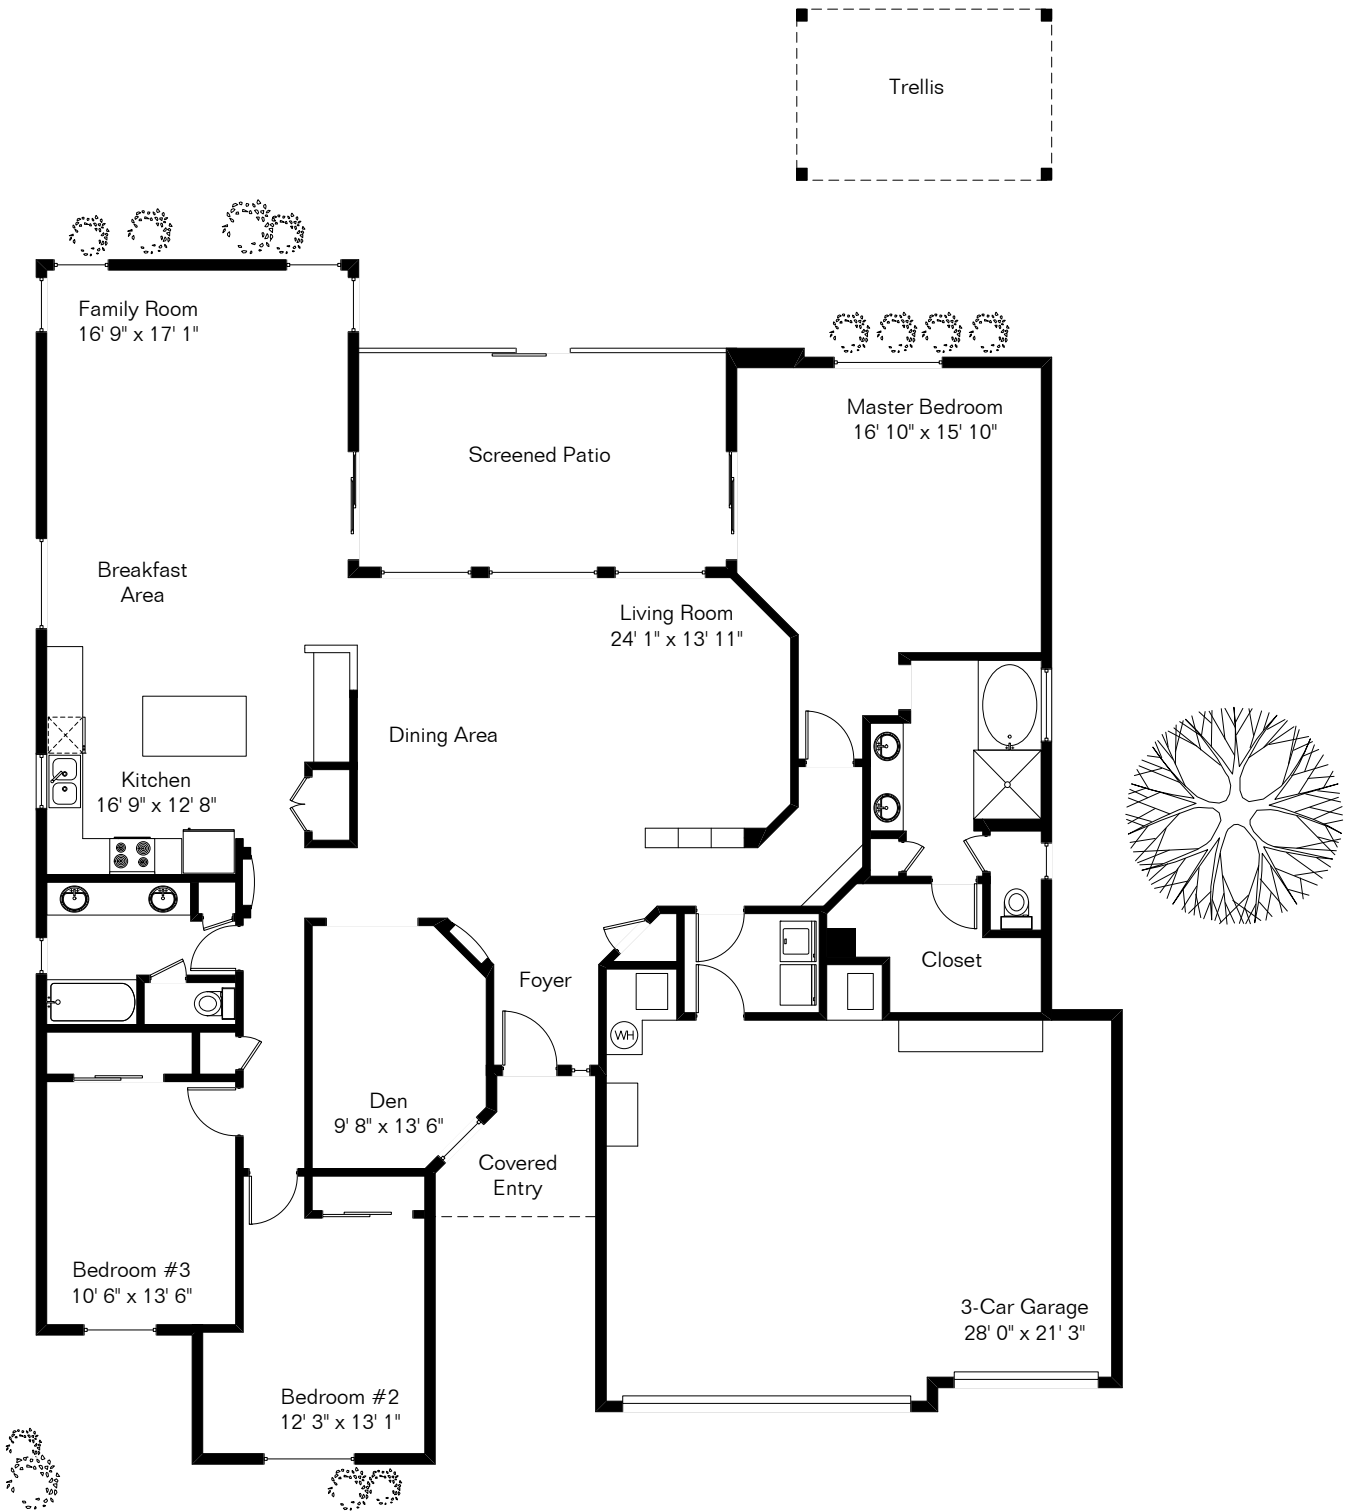 Trellis
Family Room
16' 9" x 17' 1"
Master Bedroom
16' 10" x 15' 10"
Screened Patio
Breakfast
Area
Living Room
24' 1" x 13' 11"
Dining Area
Kitchen
16' 9" x 12' 8"
Closet
Foyer
WH
Den
9' 8" x 13' 6"
Covered
Entry
Bedroom #3
10' 6" x 13' 6"
3-Car Garage
28' 0" x 21' 3"
Bedroom #2
12' 3" x 13' 1"